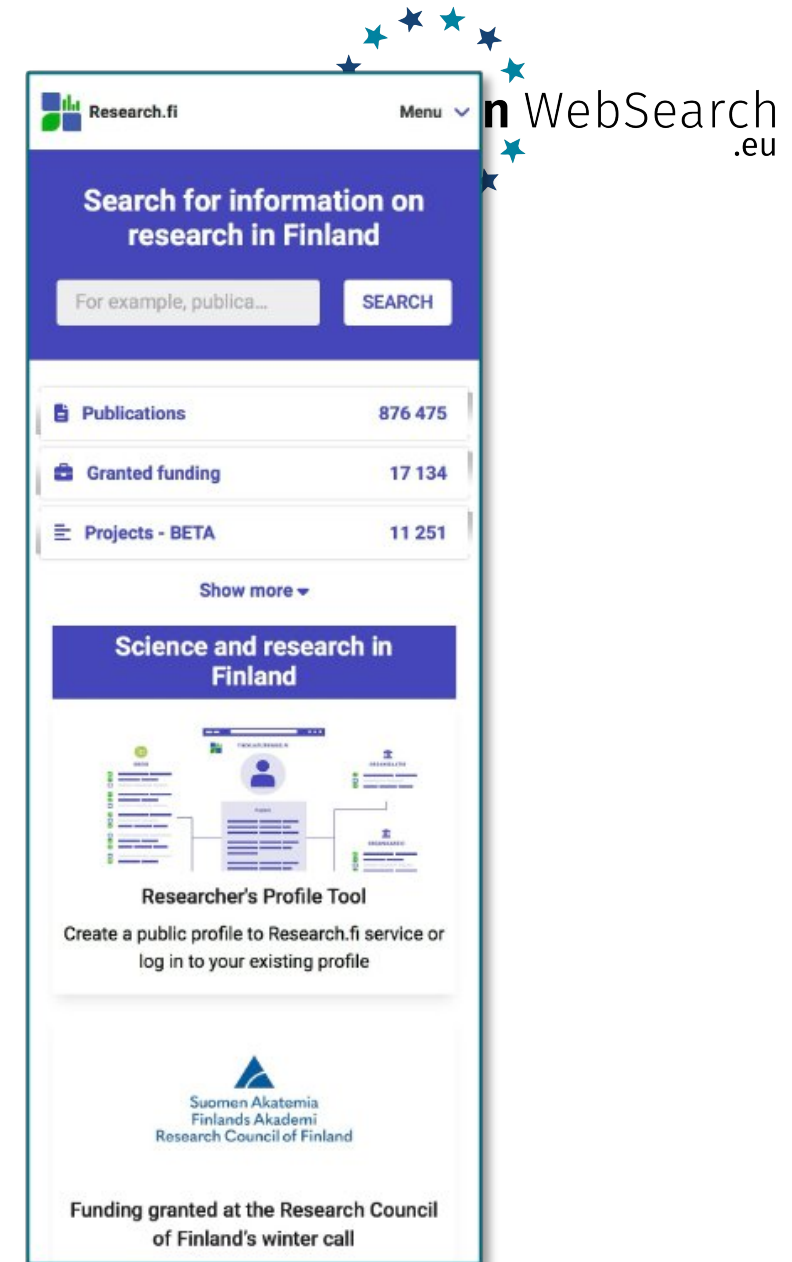 n WebSearch
.eu
Research.fi
Menu
Search for information on
research in Finland
For example, publica...
SEARCH
Publications 876 475
Granted funding 17 134
Projects - BETA 11 251
Show more
Science and research in
Finland
Researcher's Profile Tool
Create a public profile to Research.fi service or
log in to your existing profile
Suomen Akatemia
Finlands Akademi
Research Council of Finland
Funding granted at the Research Council
of Finland's winter call